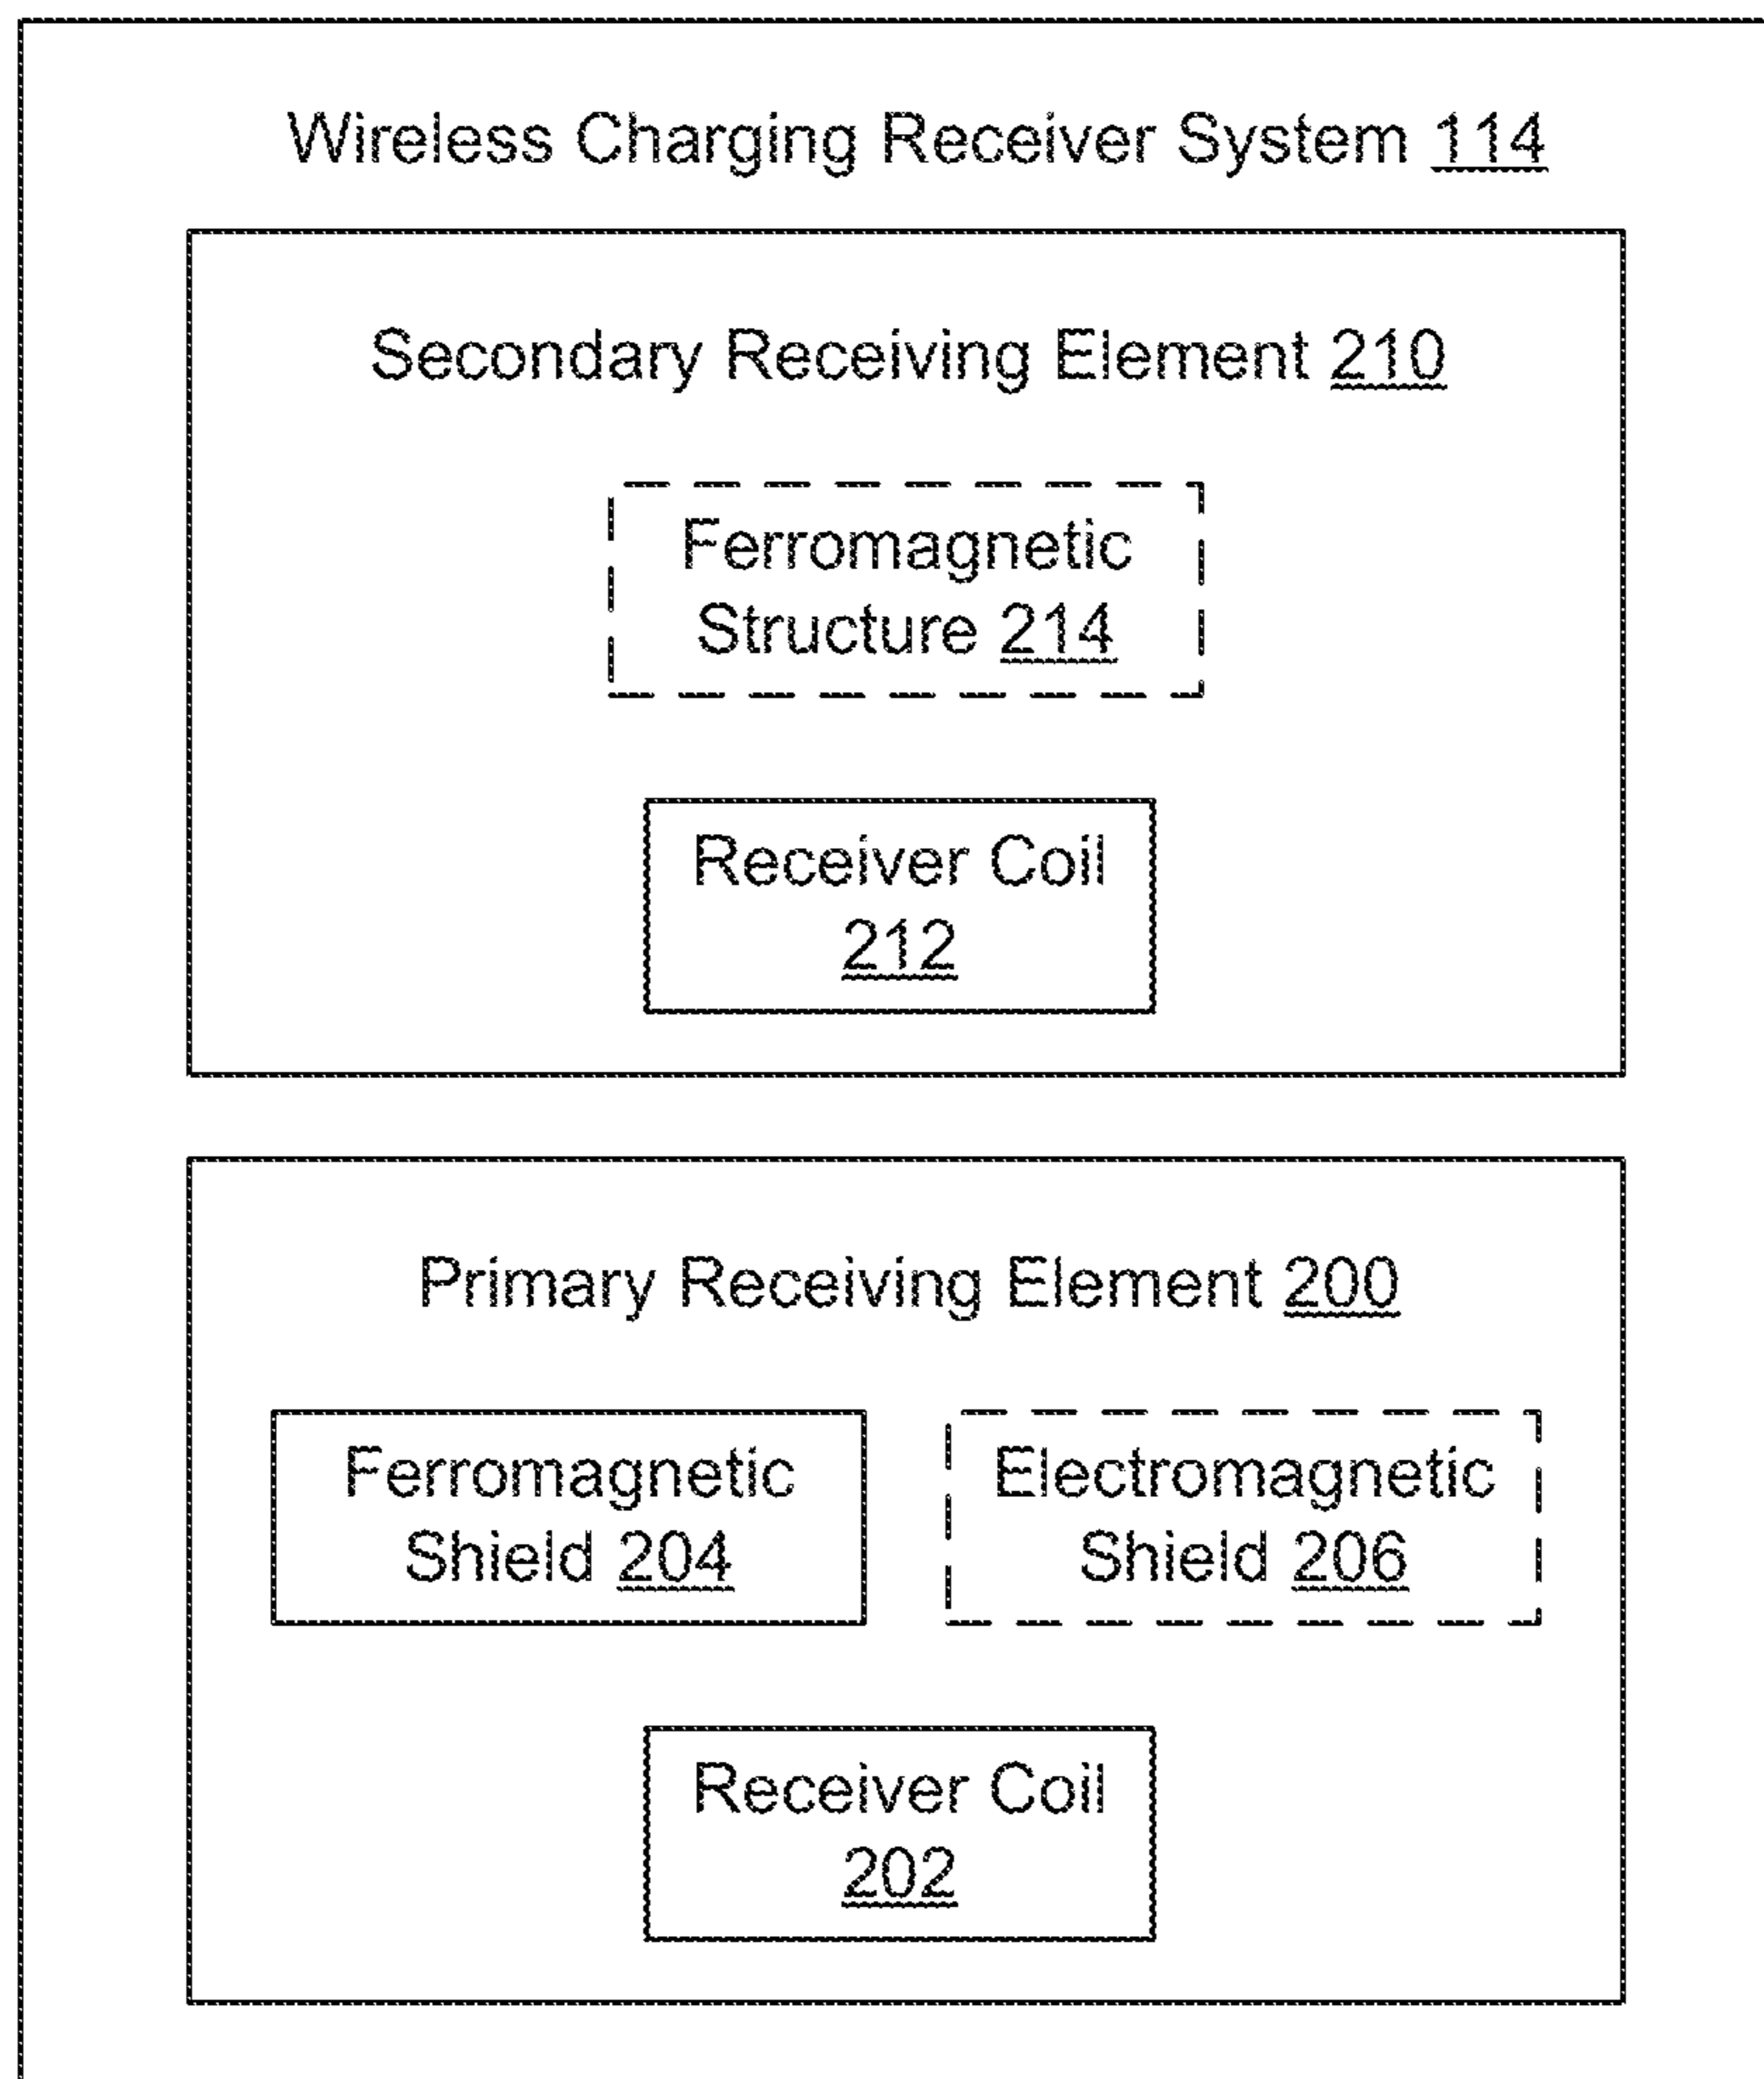 Wireless Charging Receiver System 114
Secondary Receiving Element 210
Ferromagnetic
Structure 214
Receiver Coil
212
Primary Receiving Element 200
Ferromagnetic
Shield 204
Electromagnetic
Shield 206
Receiver Coil
202